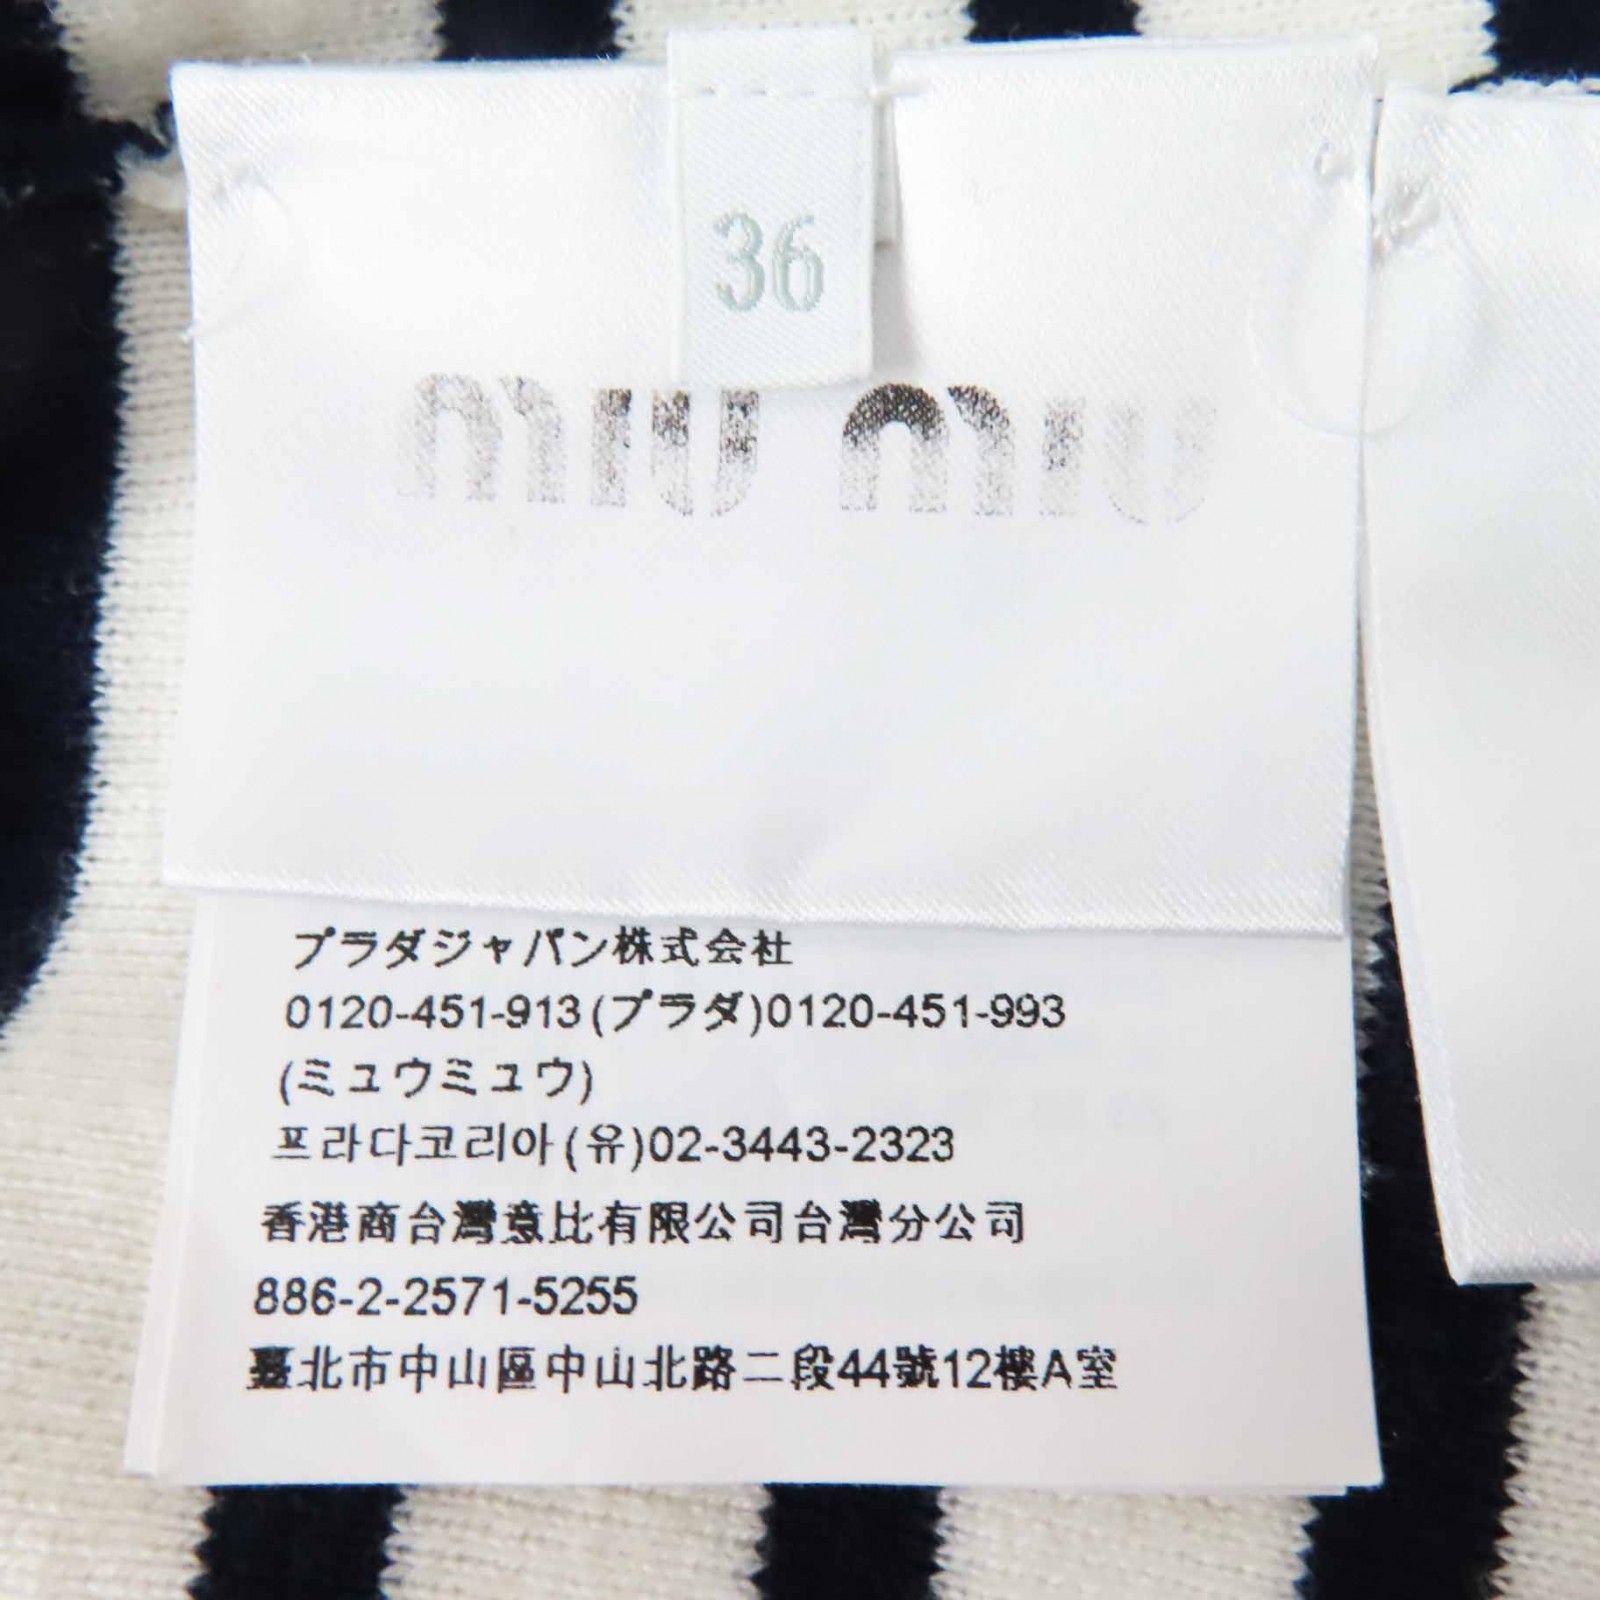 36
miu miu
プラダジャパン株式会社
0120-451-913(プラダ)0120-451-993
(ミュウミュウ)
프라다코리아(유)02-3443-2323
香港商台灣意比有限公司台灣分公司
886-2-2571-5255
臺北市中山區中山北路二段44號12樓A室